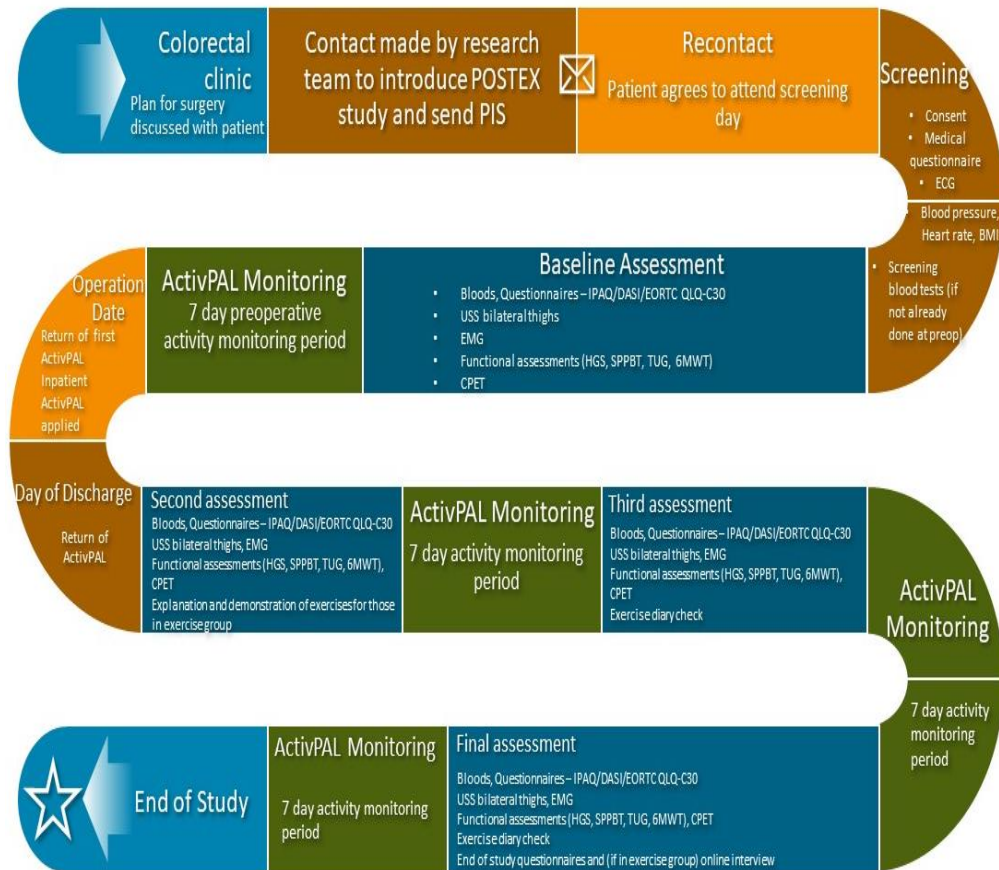 Colorectal
clinic
Plan for surgery
discussed with patient
Contact made by research
team to introduce POSTEX
study and send PIS
Recontact
Patient agrees to attend screening
day
Screening
• Consent
• Medical
questionnaire
• ECG
• Blood pressure,
Heart rate, BMI
• Screening
blood tests (if
not already
done at preop)
Baseline Assessment
• Bloods, Questionnaires – IPAQ/DASI/EORTC QLQ-C30
• USS bilateral thighs
• EMG
• Functional assessments (HGS, SPPBT, TUG, 6MWT)
• CPET
ActivPAL Monitoring
7 day preoperative
activity monitoring period
Operation
Date
Return of first
ActivPAL
Inpatient
ActivPAL
applied
Day of Discharge
Return of
ActivPAL
Second assessment
Bloods, Questionnaires – IPAQ/DASI/EORTC QLQ-C30
USS bilateral thighs, EMG
Functional assessments (HGS, SPPBT, TUG, 6MWT),
CPET
Explanation and demonstration of exercises for those
in exercise group
ActivPAL Monitoring
7 day activity monitoring
period
Third assessment
Bloods, Questionnaires – IPAQ/DASI/EORTC QLQ-C30
USS bilateral thighs, EMG
Functional assessments (HGS, SPPBT, TUG, 6MWT),
CPET
Exercise diary check
ActivPAL
Monitoring
7 day activity
monitoring
period
Final assessment
Bloods, Questionnaires – IPAQ/DASI/EORTC QLQ-C30
USS bilateral thighs, EMG
Functional assessments (HGS, SPPBT, TUG, 6MWT), CPET
Exercise diary check
End of study questionnaires and (if in exercise group) online interview
ActivPAL Monitoring
7 day activity monitoring
period
End of Study